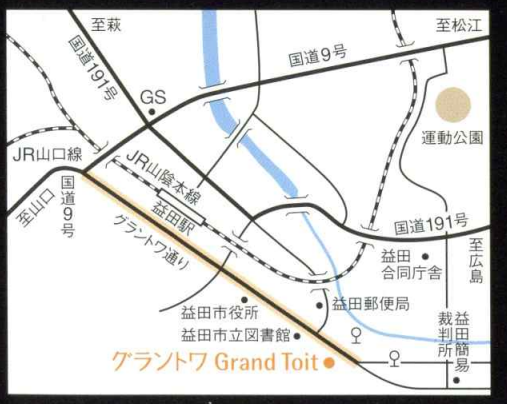 至萩
至松江
国道191号
国道9号
GS
運動公園
JR山口線
JR山陰本線
至山口
国道9号
益田駅
グラントワ通り
国道191号
益田
合同庁舎
至広島
益田市役所
益田郵便局
益田市立図書館
益田簡易
裁判所
グラントワ Grand Toit